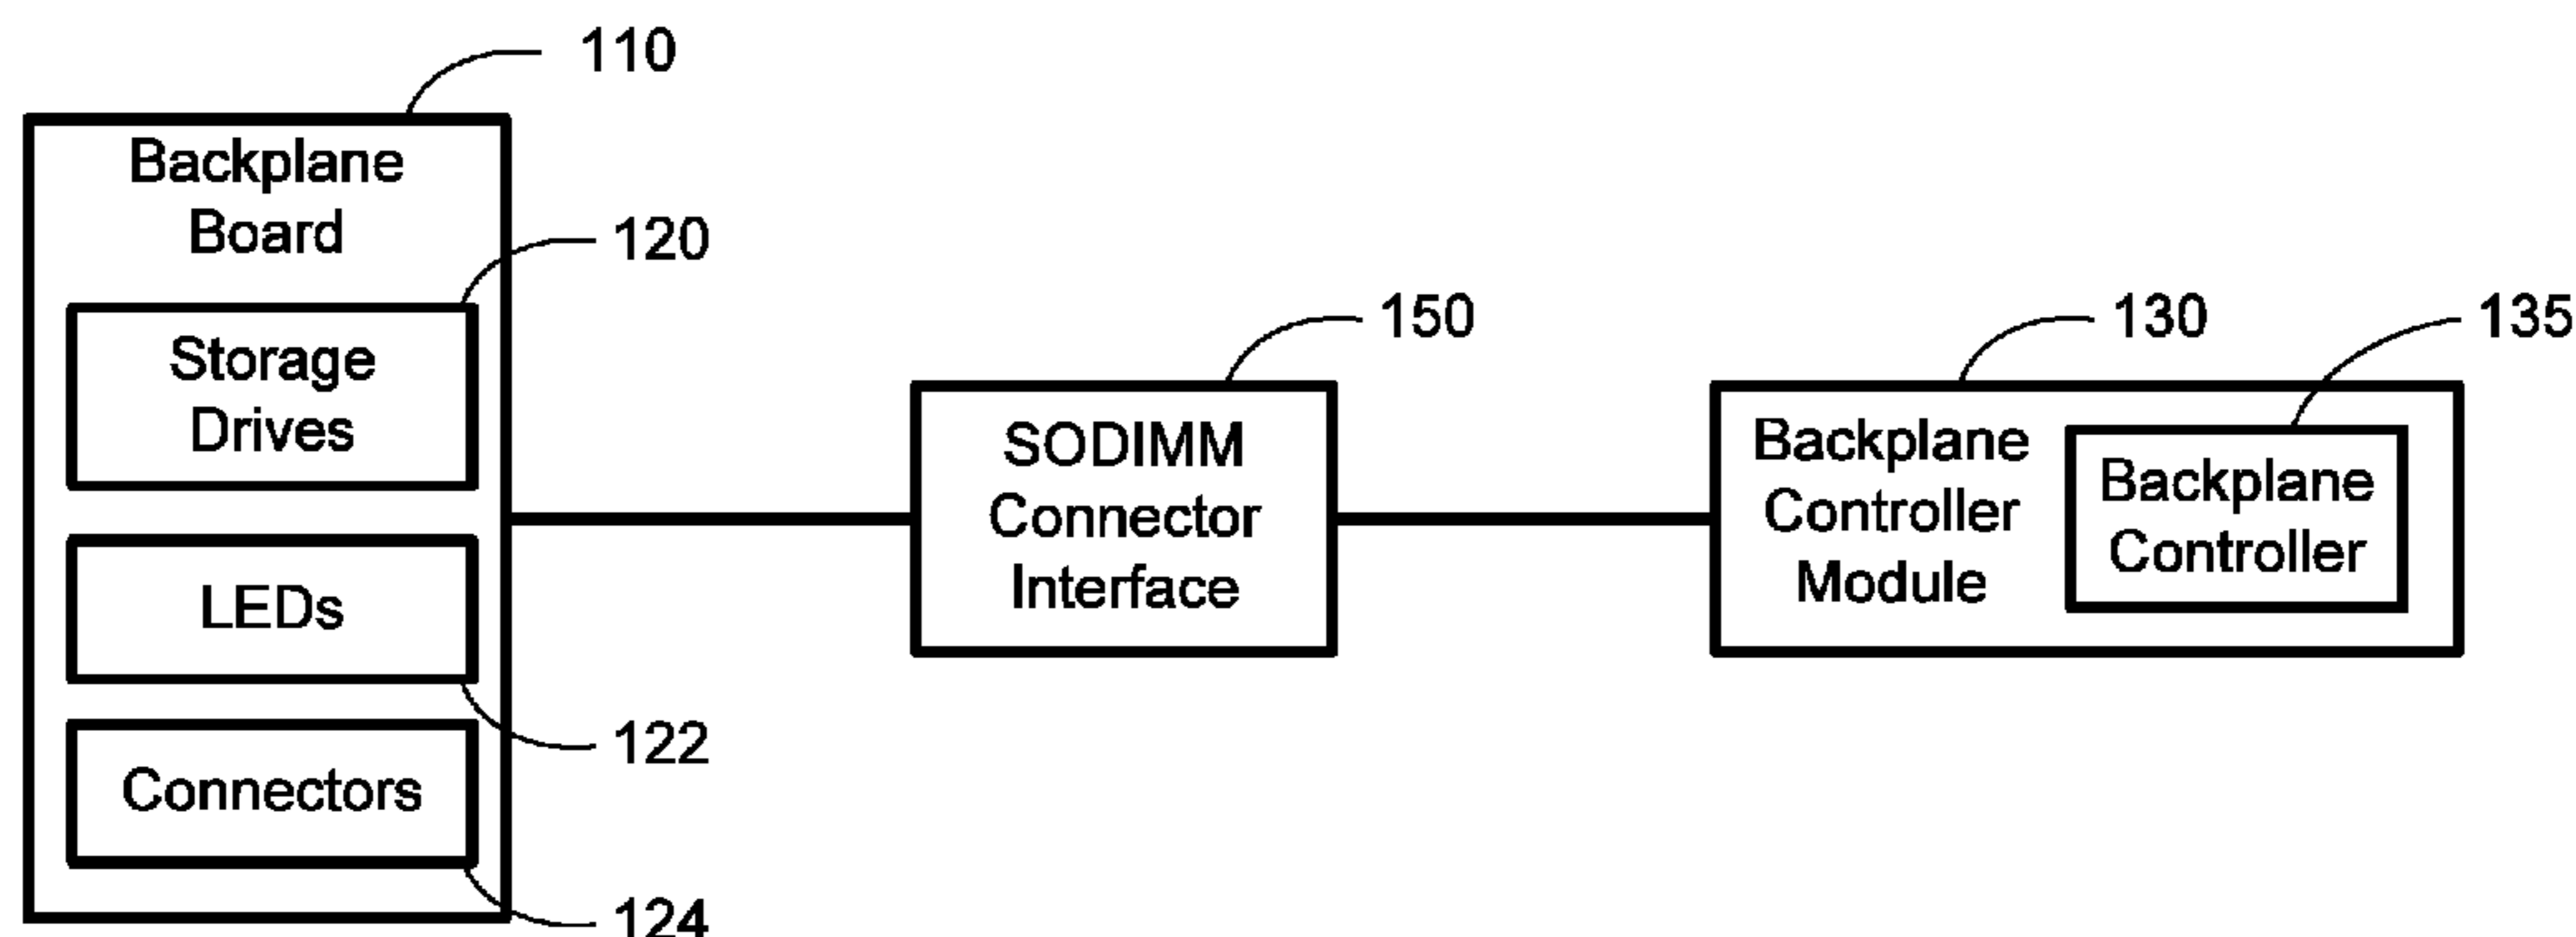 110
Backplane
Board
120
Storage
Drives
LEDs
122
Connectors
124
150
SODIMM
Connector
Interface
130
135
Backplane
Controller
Module
Backplane
Controller